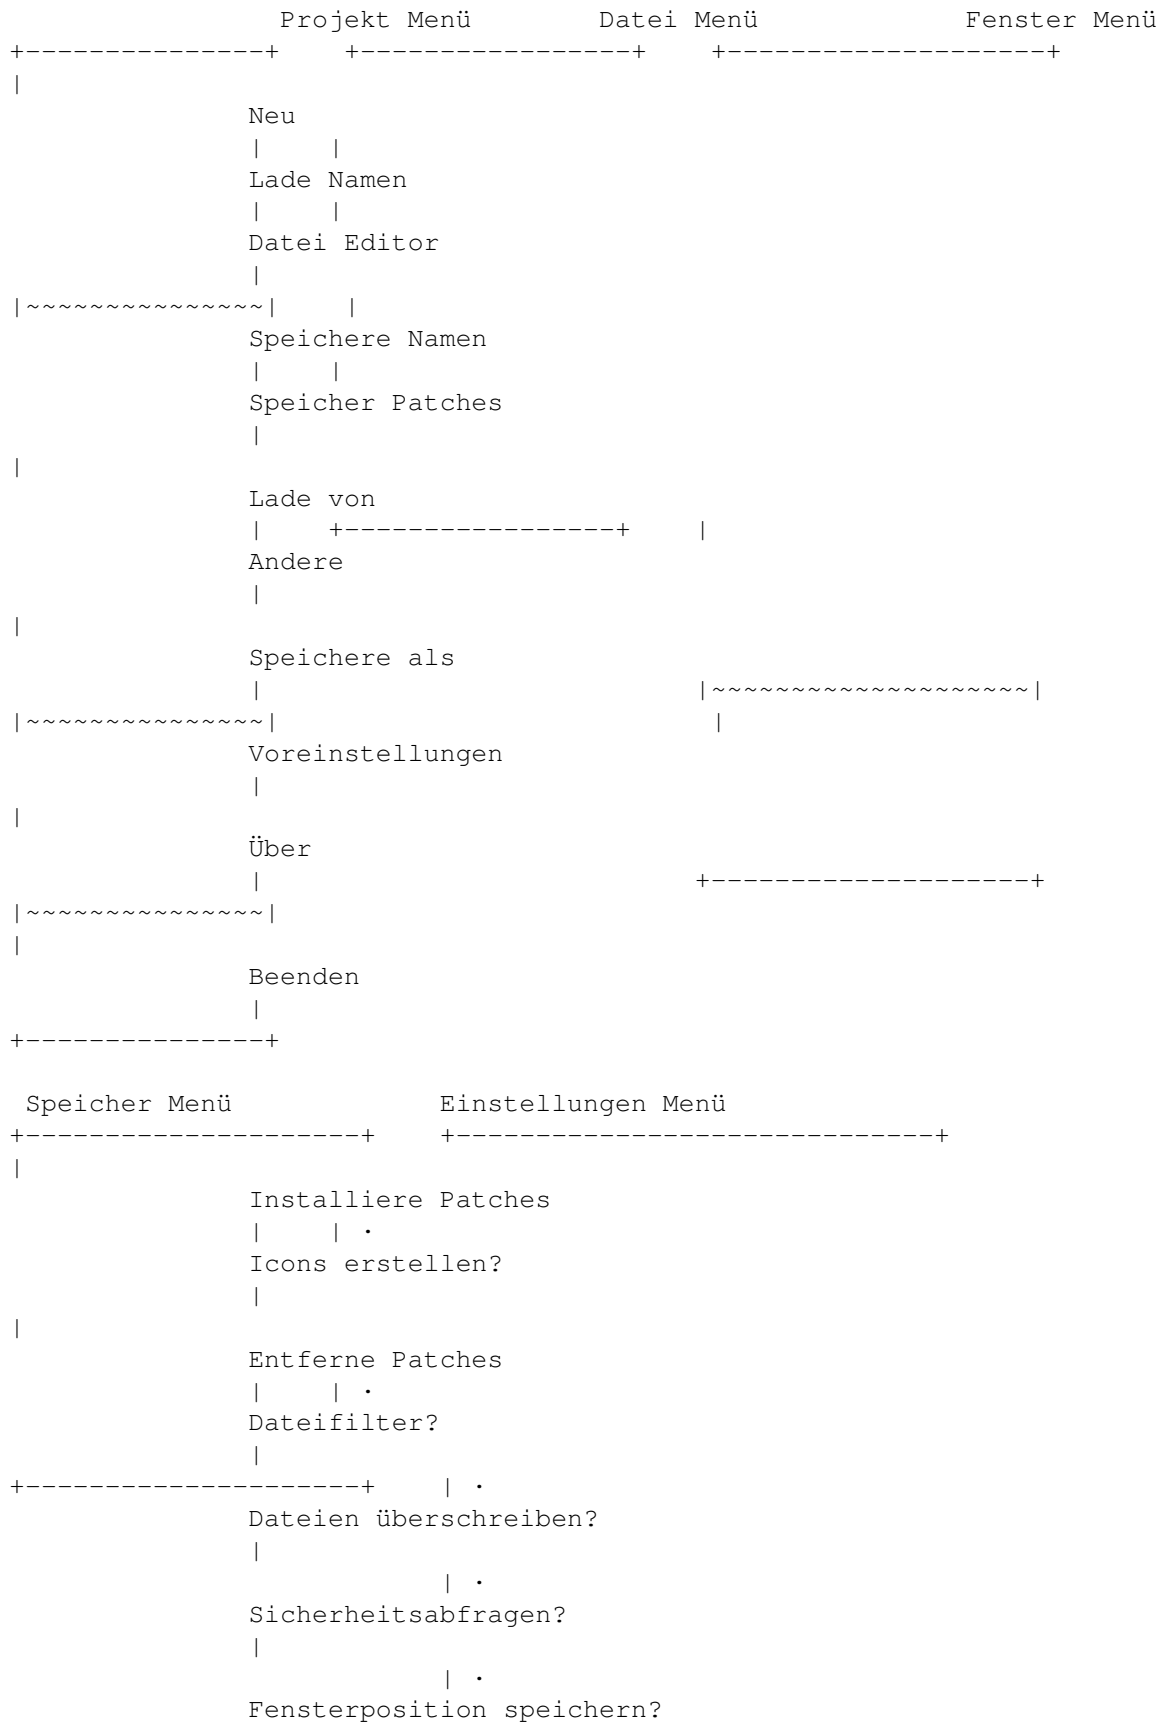 Projekt Menü Datei Menü Fenster Menü
+---------------+ +-----------------+ +--------------------+
|
Neu
| |
Lade Namen
| |
Datei Editor
|
|~~~~~~~~~~~~~~~| |
Speichere Namen
| |
Speicher Patches
|
|
Lade von
| +-----------------+ |
Andere
|
|
Speichere als
| |~~~~~~~~~~~~~~~~~~~~|
|~~~~~~~~~~~~~~~| |
Voreinstellungen
|
|
Über
| +--------------------+
|~~~~~~~~~~~~~~~|
|
Beenden
|
+---------------+
Speicher Menü Einstellungen Menü
+---------------------+ +------------------------------+
|
Installiere Patches
| | ·
Icons erstellen?
|
|
Entferne Patches
| | ·
Dateifilter?
|
+---------------------+ | ·
Dateien überschreiben?
|
| ·
Sicherheitsabfragen?
|
| ·
Fensterposition speichern?